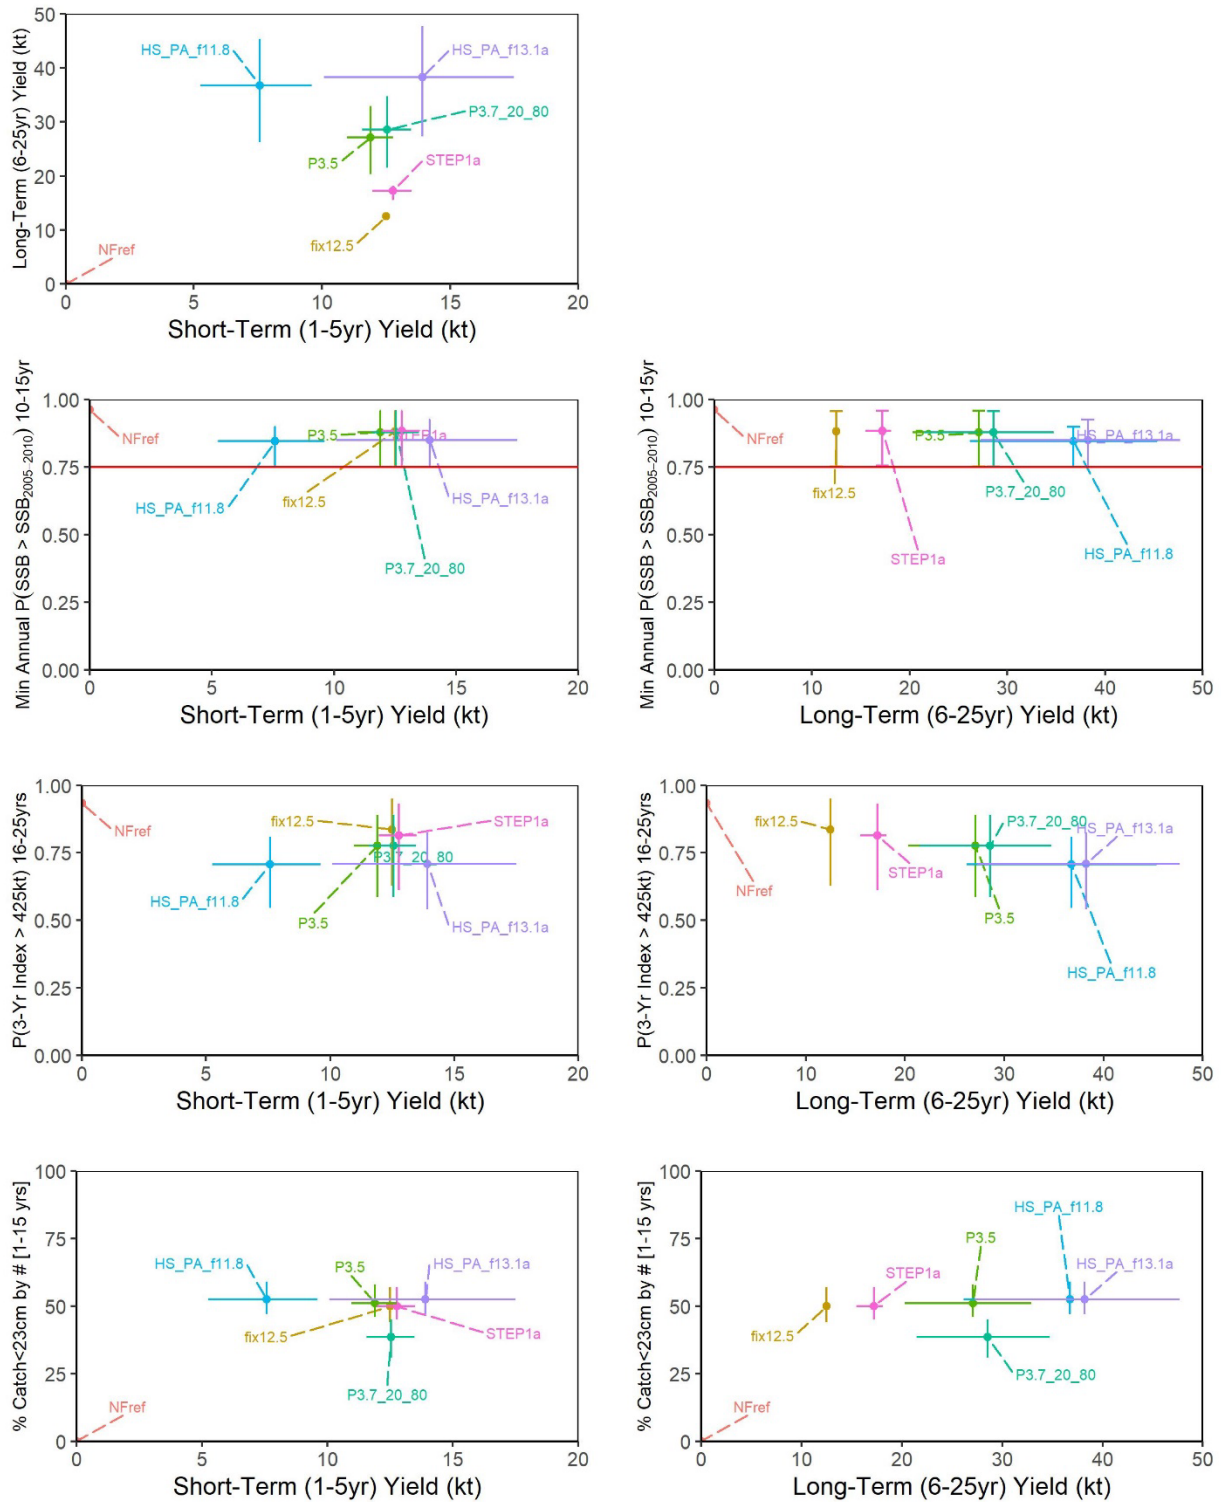 50
40
30
20
10
0
Long-Term (6-25yr) Yield (kt)
HS_PA_f11.8
HS_PA_f13.1a
P3.7_20_80
P3.5
STEP1a
fix12.5
NFref
0 5 10 15 20
Short-Term (1-5yr) Yield (kt)
1.00
0.75
0.50
0.25
0.00
Min Annual P(SSB > SSB2005–2010) 10-15yr
NFref
P3.5
STEP1a
HS_PA_f11.8
fix12.5
HS_PA_f13.1a
P3.7_20_80
0 5 10 15 20
Short-Term (1-5yr) Yield (kt)
1.00
0.75
0.50
0.25
0.00
Min Annual P(SSB > SSB2005–2010) 10-15yr
NFref
P3.5
HS_PA_f13.1a
fix12.5
P3.7_20_80
STEP1a
HS_PA_f11.8
0 10 20 30 40 50
Long-Term (6-25yr) Yield (kt)
1.00
0.75
0.50
0.25
0.00
P(3-Yr Index > 425kt) 16-25yrs
NFref
fix12.5
STEP1a
P3.7_20_80
HS_PA_f11.8
P3.5
HS_PA_f13.1a
0 5 10 15 20
Short-Term (1-5yr) Yield (kt)
1.00
0.75
0.50
0.25
0.00
P(3-Yr Index > 425kt) 16-25yrs
fix12.5
P3.7_20_80
HS_PA_f13.1a
NFref
STEP1a
P3.5
HS_PA_f11.8
0 10 20 30 40 50
Long-Term (6-25yr) Yield (kt)
100
75
50
25
0
% Catch<23cm by # [1-15 yrs]
HS_PA_f11.8
P3.5
HS_PA_f13.1a
fix12.5
STEP1a
P3.7_20_80
NFref
0 5 10 15 20
Short-Term (1-5yr) Yield (kt)
100
75
50
25
0
% Catch<23cm by # [1-15 yrs]
HS_PA_f11.8
P3.5
STEP1a
HS_PA_f13.1a
fix12.5
P3.7_20_80
NFref
0 10 20 30 40 50
Long-Term (6-25yr) Yield (kt)